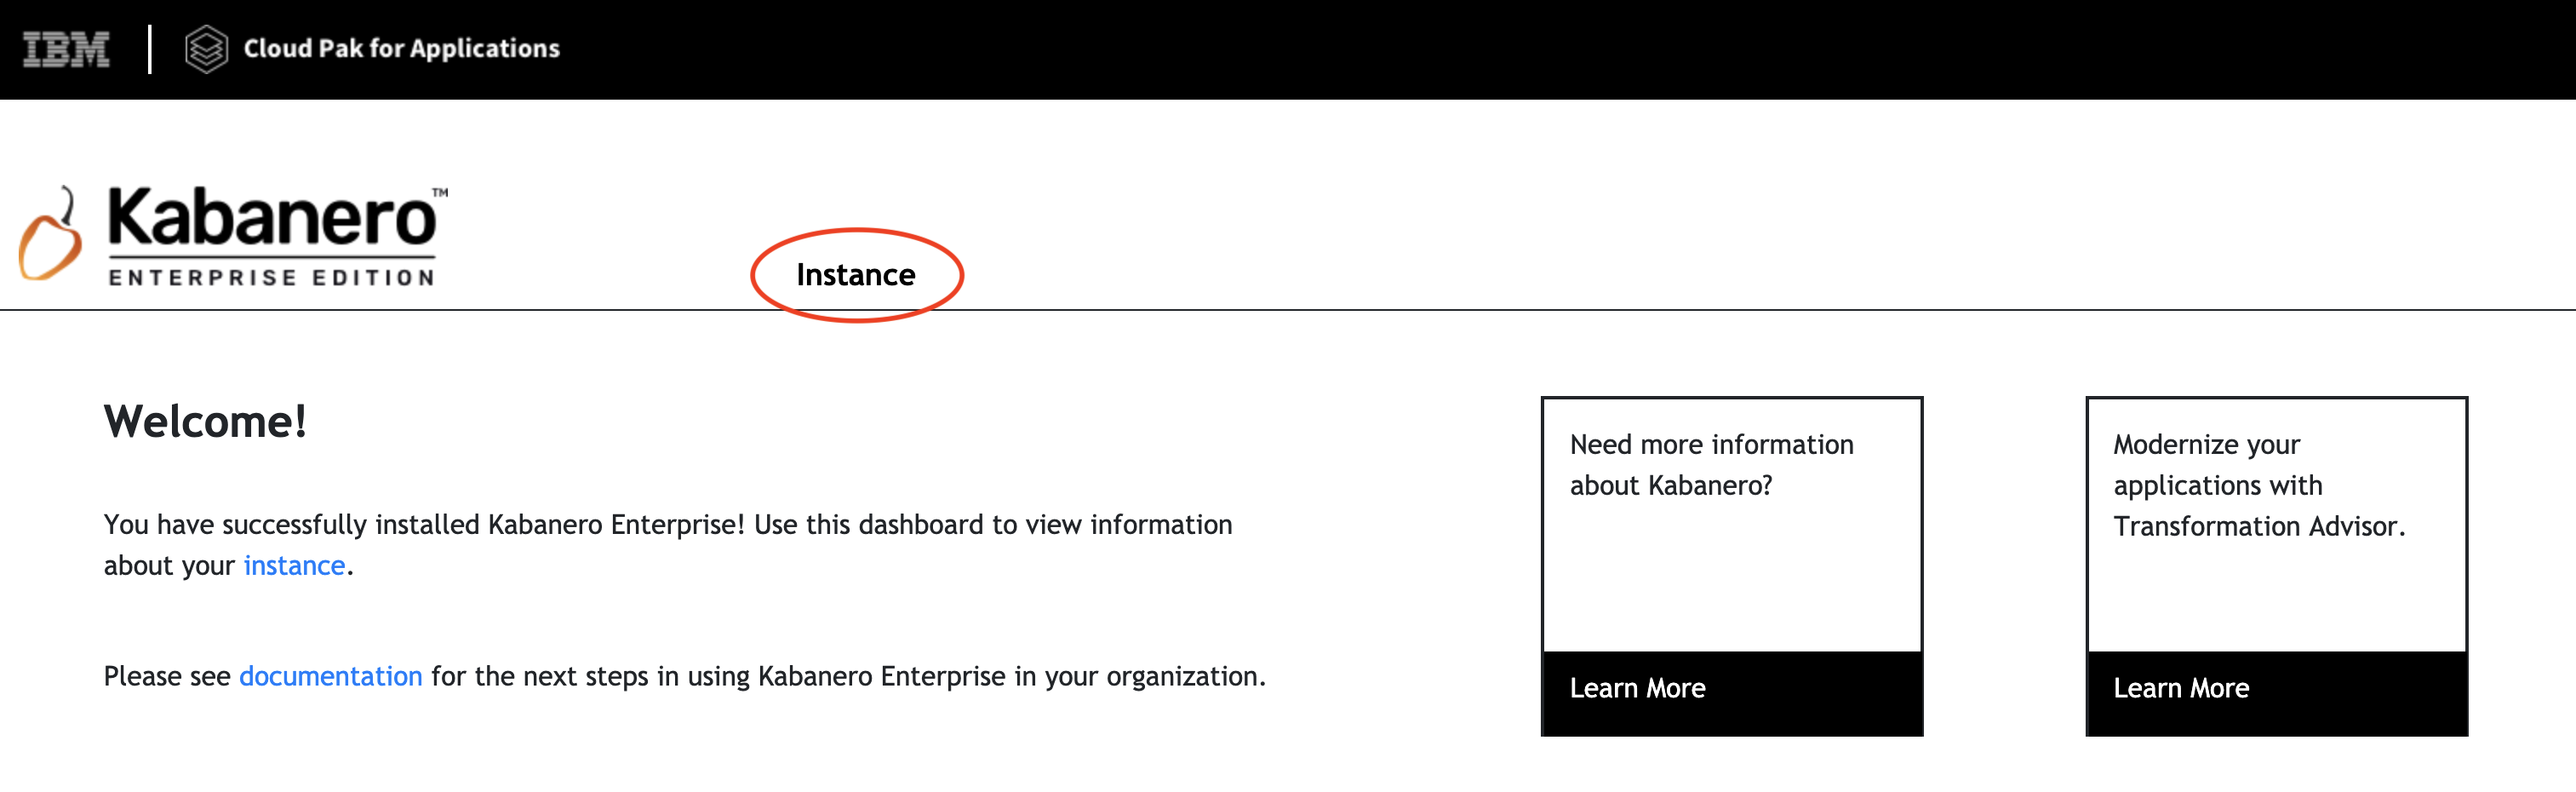 IBM
Cloud Pak for Applications
Kabanero™
ENTERPRISE EDITION
Instance
Welcome!
You have successfully installed Kabanero Enterprise! Use this dashboard to view information
about your instance.
Please see documentation for the next steps in using Kabanero Enterprise in your organization.
Need more information
about Kabanero?
Learn More
Modernize your
applications with
Transformation Advisor.
Learn More